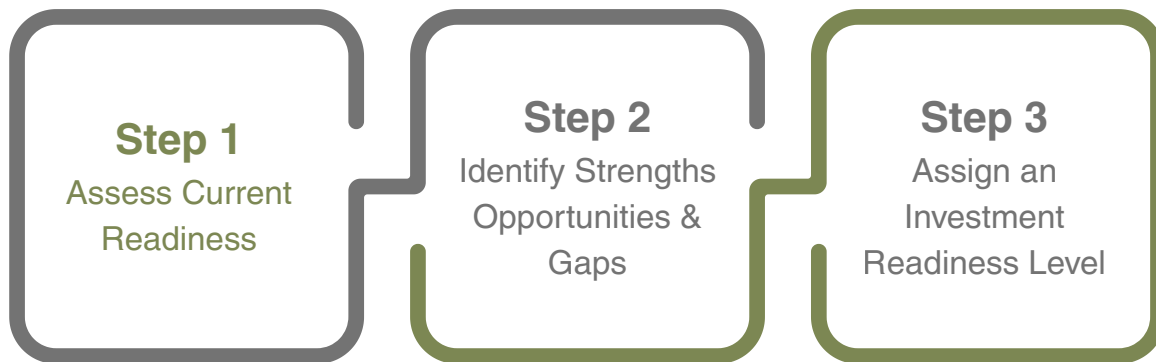 Step 1
Assess Current
Readiness
Step 2
Identify Strengths
Opportunities &
Gaps
Step 3
Assign an
Investment
Readiness Level